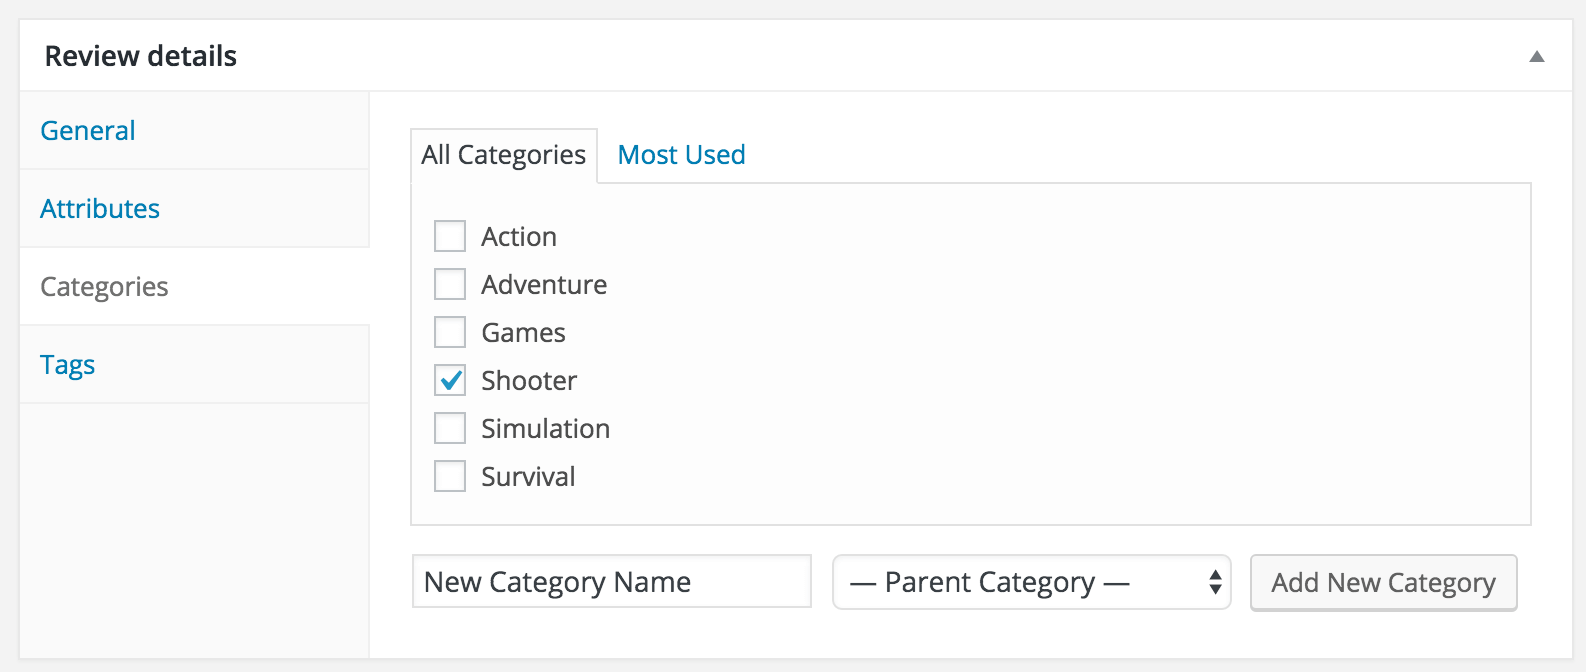 Review details
General
Attributes
Categories
Tags
All Categories
Most Used
Action
Adventure
Games
Shooter
Simulation
Survival
New Category Name
— Parent Category —
Add New Category